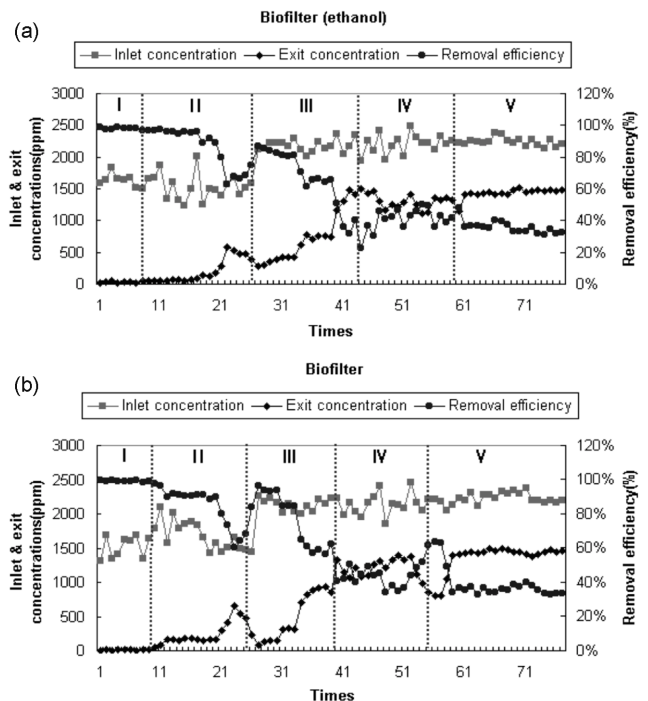 (a)
Biofilter (ethanol)
Inlet concentration Exit concentration Removal efficiency
Inlet & exit
concentrations(ppm)
3000
2500
2000
1500
1000
500
0
I II III IV V
120%
100%
80%
60%
40%
20%
0%
Removal efficiency(%)
1 11 21 31 41 51 61 71
Times
(b)
Biofilter
Inlet concentration Exit concentration Removal efficiency
Inlet & exit
concentrations(ppm)
3000
2500
2000
1500
1000
500
0
I II III IV V
120%
100%
80%
60%
40%
20%
0%
Removal efficiency(%)
1 11 21 31 41 51 61 71
Times